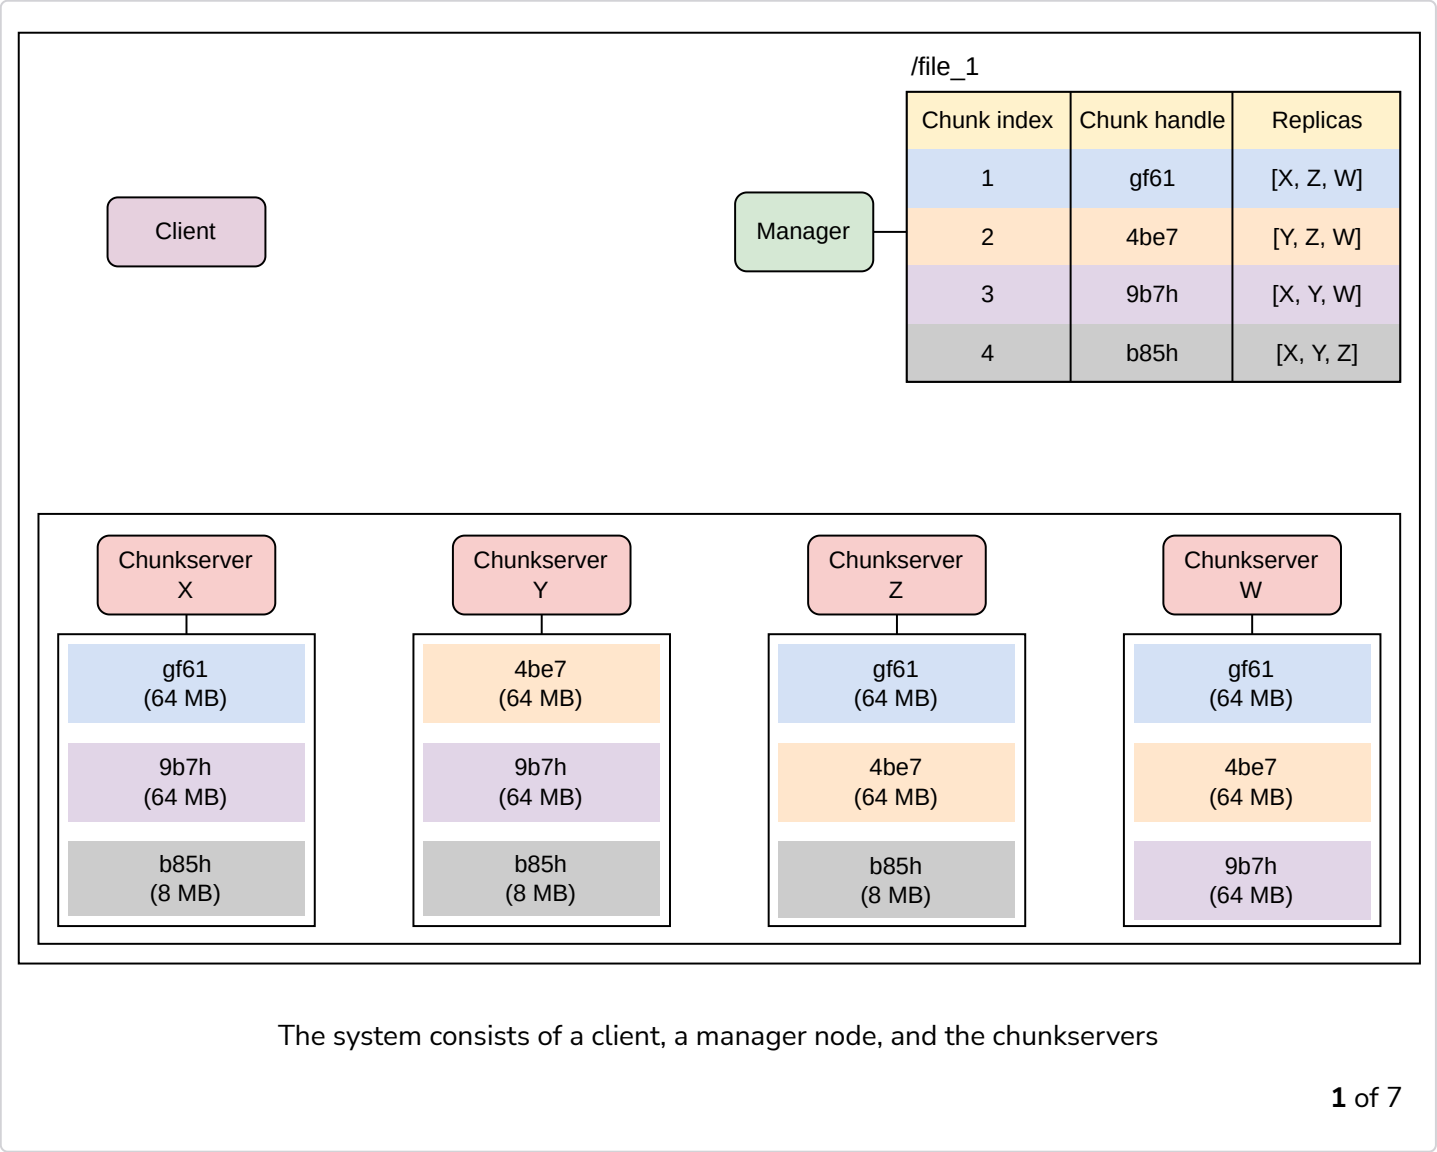 /file_1
Chunk index Chunk handle Replicas
1 gf61 [X, Z, W]
2 4be7 [Y, Z, W]
3 9b7h [X, Y, W]
4 b85h [X, Y, Z]
Client
Manager
Chunkserver
X
gf61
(64 MB)
9b7h
(64 MB)
b85h
(8 MB)
Chunkserver
Y
4be7
(64 MB)
9b7h
(64 MB)
b85h
(8 MB)
Chunkserver
Z
gf61
(64 MB)
4be7
(64 MB)
b85h
(8 MB)
Chunkserver
W
gf61
(64 MB)
4be7
(64 MB)
9b7h
(64 MB)
The system consists of a client, a manager node, and the chunkservers
1 of 7